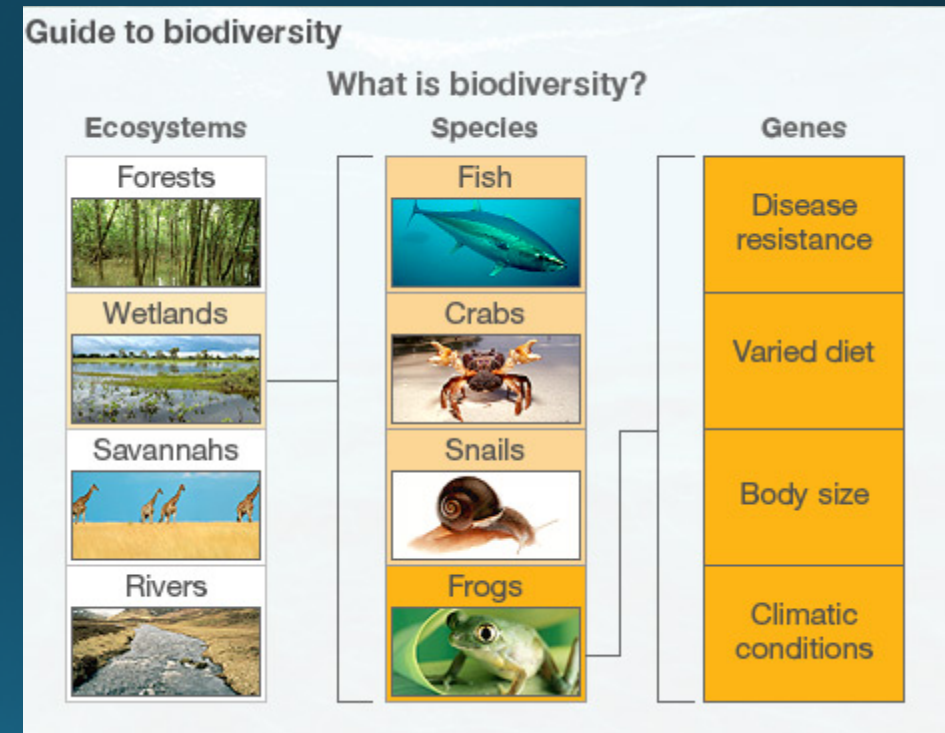 Guide to biodiversity
What is biodiversity?
Ecosystems
Forests
Wetlands
Savannahs
Rivers
Species
Fish
Crabs
Snails
Frogs
Genes
Disease
resistance
Varied diet
Body size
Climatic
conditions